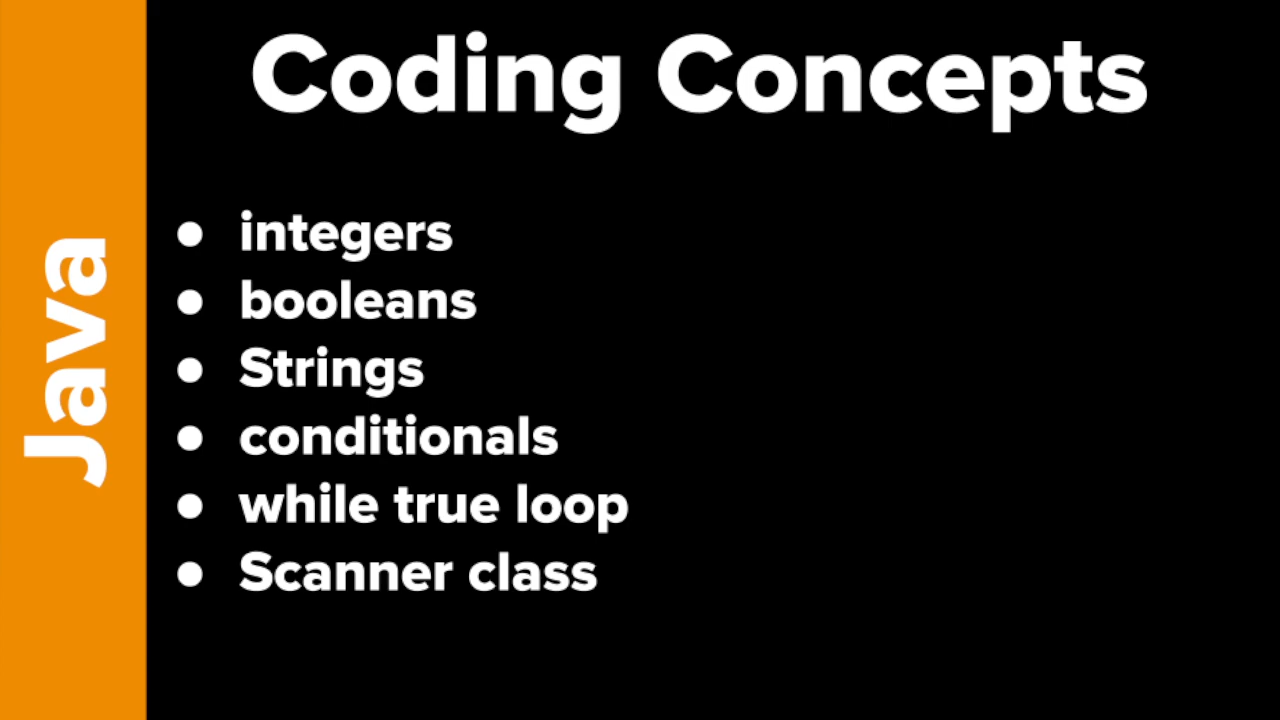 Coding Concepts
Java
● integers
● booleans
● Strings
● conditionals
● while true loop
● Scanner class